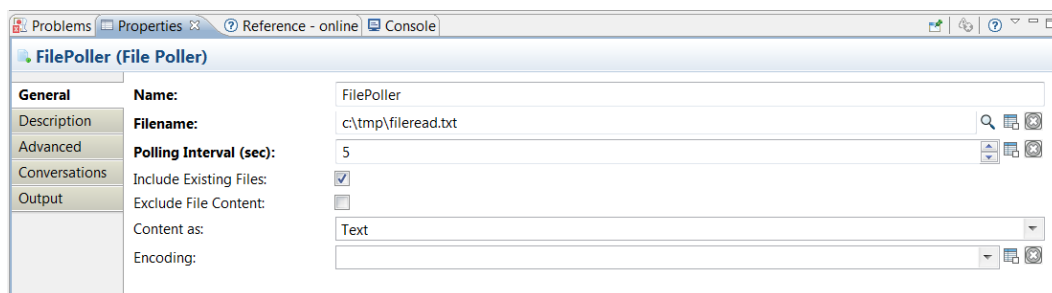 Problems Properties Reference - online Console
FilePoller (File Poller)
General
Description
Advanced
Conversations
Output
Name: FilePoller
Filename: c:\tmp\fileread.txt
Polling Interval (sec): 5
Include Existing Files:
Exclude File Content:
Content as: Text
Encoding: